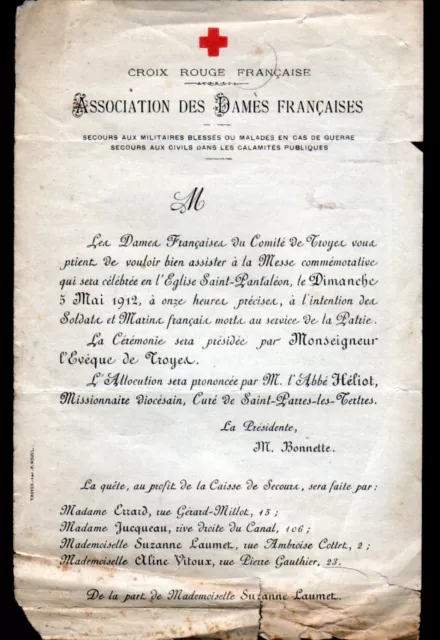 CROIX ROUGE FRANÇAISE
ASSOCIATION DES DAMES FRANÇAISES
SECOURS AUX MILITAIRES BLESSÉS OU MALADES EN CAS DE GUERRE
SECOURS AUX CIVILS DANS LES CALAMITÉS PUBLIQUES
M
Les Dames Françaises du Comité de Troyes vous
prient de vouloir bien assister à la Messe commémorative
qui sera célébrée en l'Église Saint-Pantaléon, le Dimanche
5 Mai 1912, à onze heures précises, à l'intention des
Soldats et Marins français morts au service de la Patrie.
La Cérémonie sera présidée par Monseigneur
l'Evêque de Troyes.
L'Allocution sera prononcée par M. l'Abbé Héliot,
Missionnaire Diocésain, Curé de Saint-Parres-les-Tertres.
La Présidente,
M. Bonnette.
La quête, au profit de la Caisse de Secours, sera faite par:
Madame Errard, rue Gérard-Millot, 15;
Madame Jucqueau, rive droite du Canal, 106;
Mademoiselle Suzanne Laumet, rue Ambroise Cottet, 2;
Mademoiselle Aline Vitoux, rue Pierre Gauthier, 23.
De la part de Mademoiselle Suzanne Laumet.